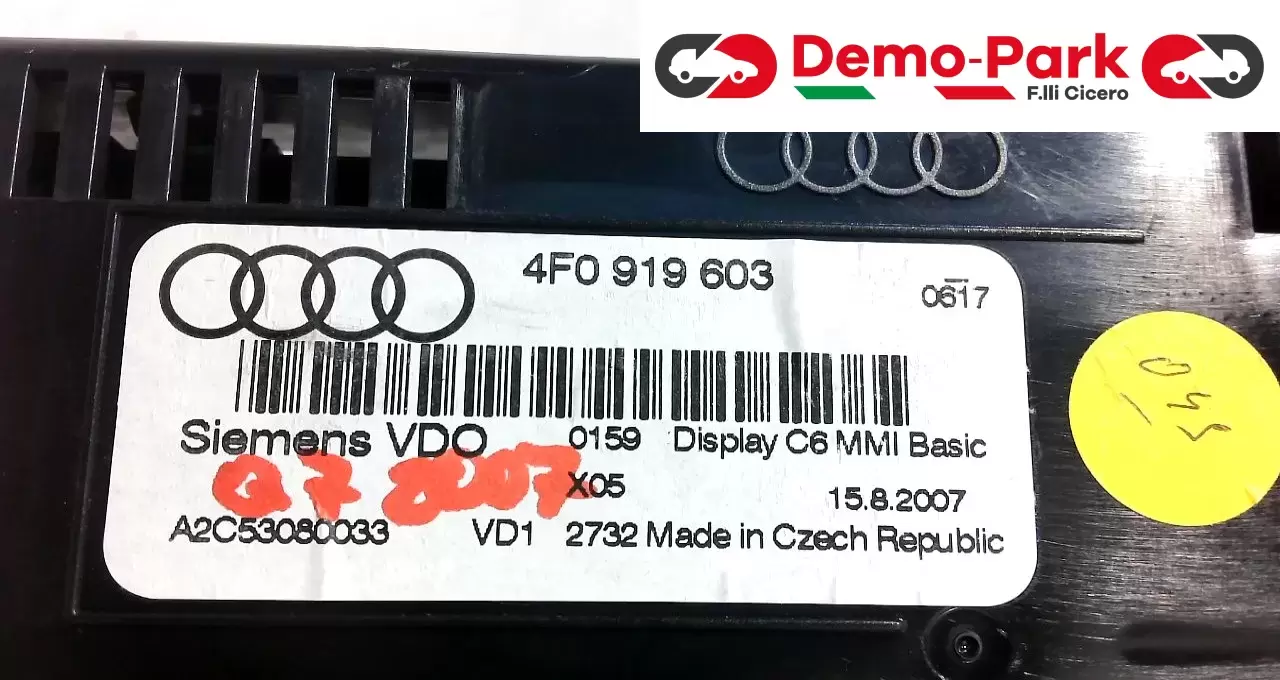 Demo-Park
F.lli Cicero
4F0 919 603
0617
Siemens VDO 0159 Display C6 MMI Basic
Q7 2007 X05 15.8.2007
A2C53080033 VD1 2732 Made in Czech Republic